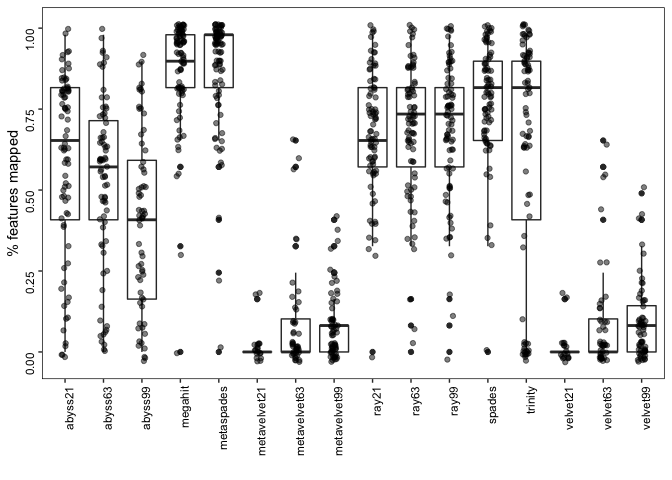 % features mapped
1.00
0.75
0.50
0.25
0.00
abyss21
abyss63
abyss99
megahit
metaspades
metavelvet21
metavelvet63
metavelvet99
ray21
ray63
ray99
spades
trinity
velvet21
velvet63
velvet99